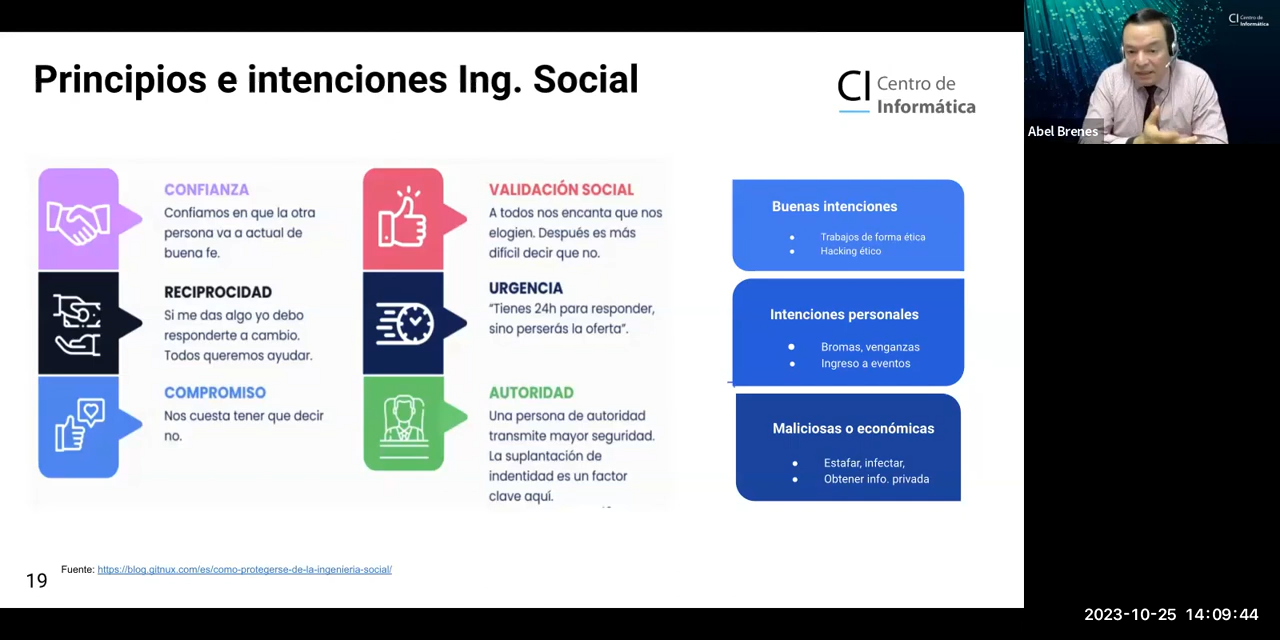 Principios e intenciones Ing. Social
CI Centro de
Informática
CONFIANZA
Confiamos en que la otra
persona va a actual de
buena fe.
RECIPROCIDAD
Si me das algo yo debo
responderte a cambio.
Todos queremos ayudar.
COMPROMISO
Nos cuesta tener que decir
no.
VALIDACIÓN SOCIAL
A todos nos encanta que nos
elogien. Después es más
difícil decir que no.
URGENCIA
“Tienes 24h para responder,
sino perserás la oferta”.
AUTORIDAD
Una persona de autoridad
transmite mayor seguridad.
La suplantación de
indentidad es un factor
clave aquí.
Buenas intenciones
● Trabajos de forma ética
● Hacking ético
Intenciones personales
● Bromas, venganzas
● Ingreso a eventos
Maliciosas o económicas
● Estafar, infectar,
● Obtener info. privada
19
Fuente: https://blog.gitnux.com/es/como-protegerse-de-la-ingenieria-social/
CI Centro de
Informática
Abel Brenes
2023-10-25 14:09:44